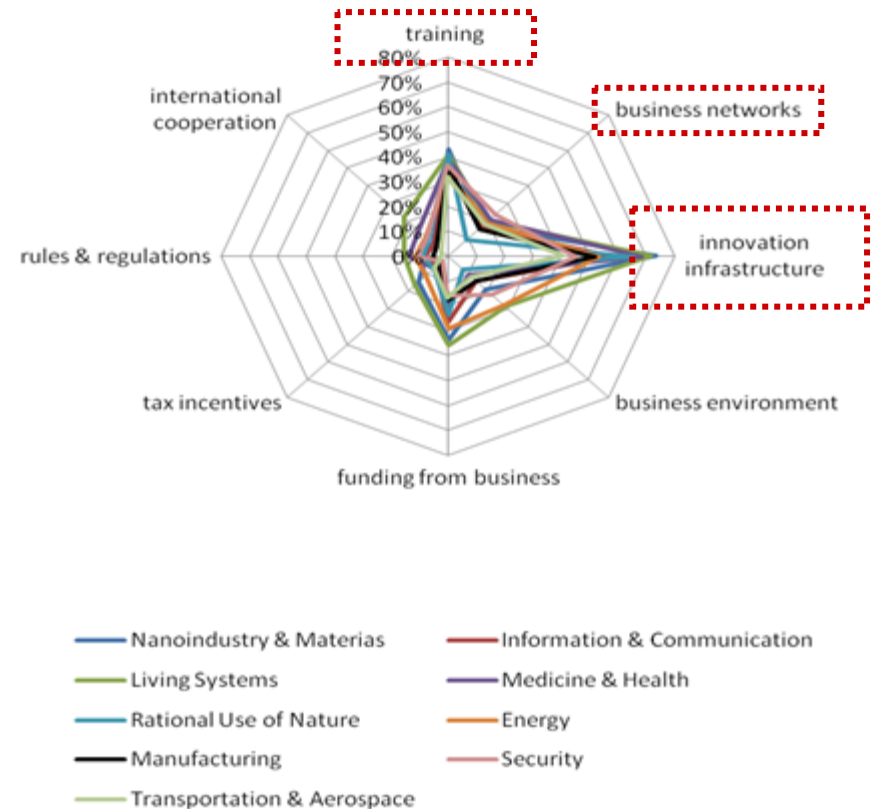 training
80%
70%
60%
50%
40%
30%
20%
10%
0%
international
cooperation
business networks
rules & regulations
innovation
infrastructure
tax incentives
business environment
funding from business
Nanoindustry & Materias
Information & Communication
Living Systems
Medicine & Health
Rational Use of Nature
Energy
Manufacturing
Security
Transportation & Aerospace